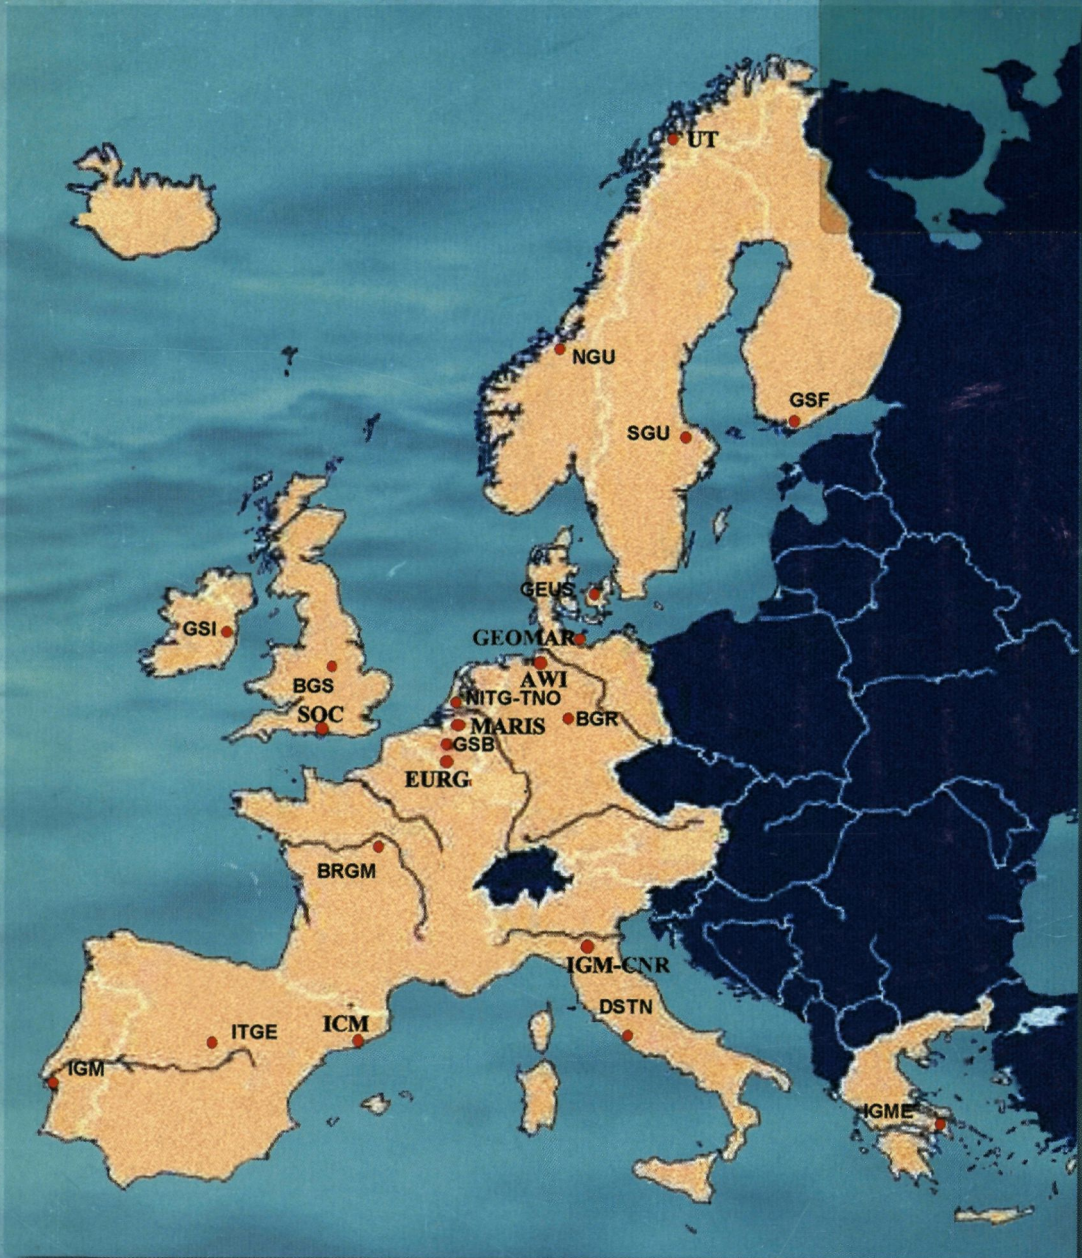 UT
NGU
GSF
SGU
GEUS
GSI
GEOMAR
BGS
AWI
NITG-TNO
SOC
BGR
MARIS
GSB
EURG
BRGM
IGM-CNR
DSTN
ICM
ITGE
IGM
IGME